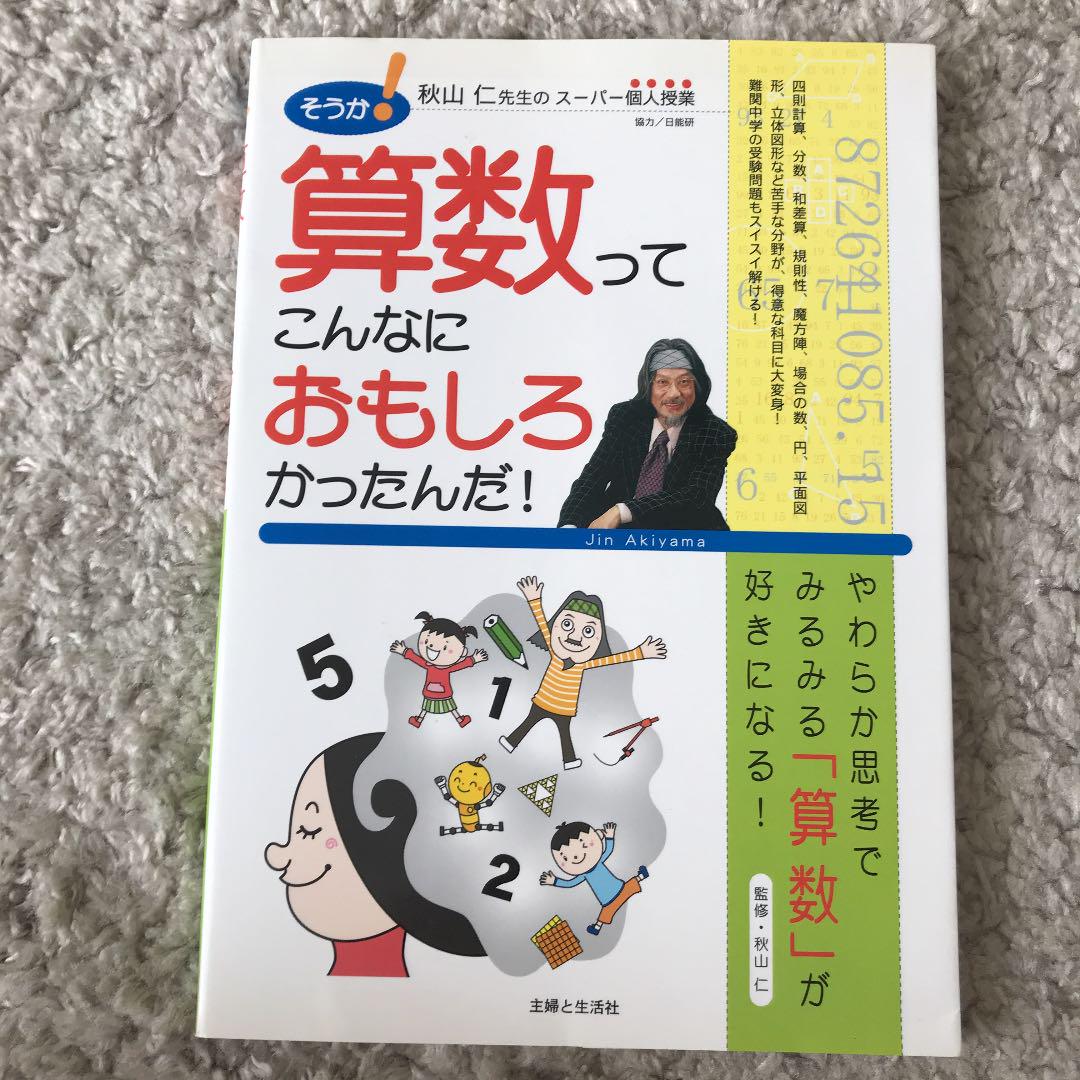 そうか!
秋山 仁先生の スーパー個人授業
協力／日能研
算数って
こんなに
おもしろ
かったんだ!
Jin Akiyama
四則計算、分数、和差算、規則性、魔方陣、場合の数、円、平面図
形、立体図形など苦手な分野が、得意な科目に大変身!
難関中学の受験問題もスイスイ解ける!
やわらか思考で
みるみる「算数」が
好きになる!
監修・秋山 仁
5
1
2
主婦と生活社